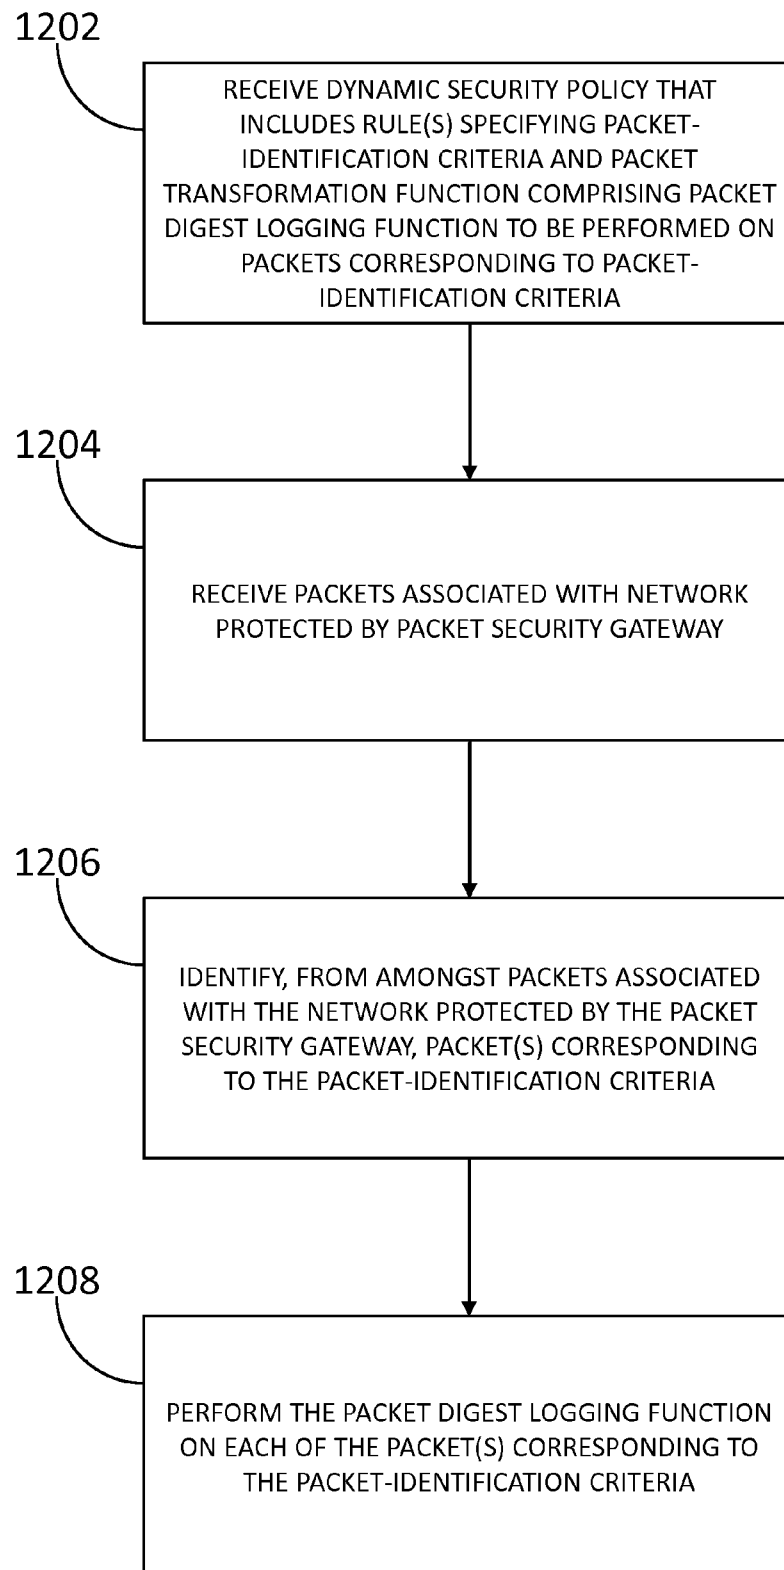 1202
RECEIVE DYNAMIC SECURITY POLICY THAT
INCLUDES RULE(S) SPECIFYING PACKET-
IDENTIFICATION CRITERIA AND PACKET
TRANSFORMATION FUNCTION COMPRISING PACKET
DIGEST LOGGING FUNCTION TO BE PERFORMED ON
PACKETS CORRESPONDING TO PACKET-
IDENTIFICATION CRITERIA
1204
RECEIVE PACKETS ASSOCIATED WITH NETWORK
PROTECTED BY PACKET SECURITY GATEWAY
1206
IDENTIFY, FROM AMONGST PACKETS ASSOCIATED
WITH THE NETWORK PROTECTED BY THE PACKET
SECURITY GATEWAY, PACKET(S) CORRESPONDING
TO THE PACKET-IDENTIFICATION CRITERIA
1208
PERFORM THE PACKET DIGEST LOGGING FUNCTION
ON EACH OF THE PACKET(S) CORRESPONDING TO
THE PACKET-IDENTIFICATION CRITERIA